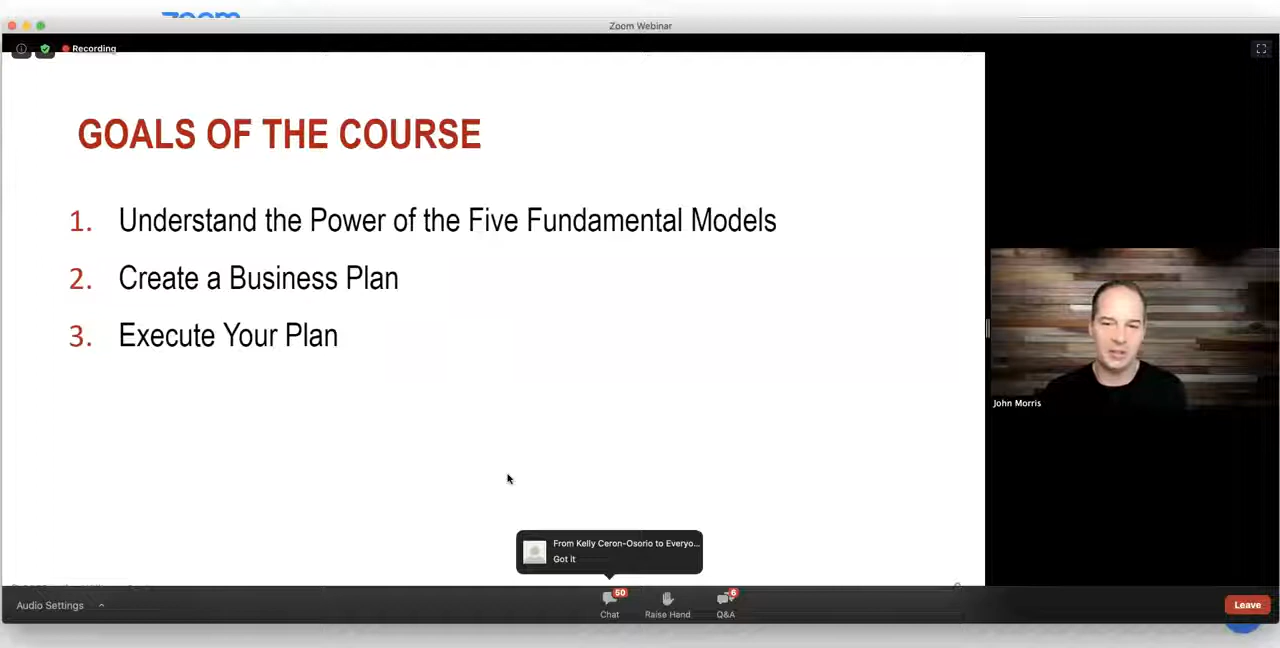 zoom
Zoom Webinar
Recording
GOALS OF THE COURSE
1. Understand the Power of the Five Fundamental Models
2. Create a Business Plan
3. Execute Your Plan
John Morris
From Kelly Ceron-Osorio to Everyo...
Got it
Audio Settings
50
Chat
Raise Hand
6
Q&A
Leave